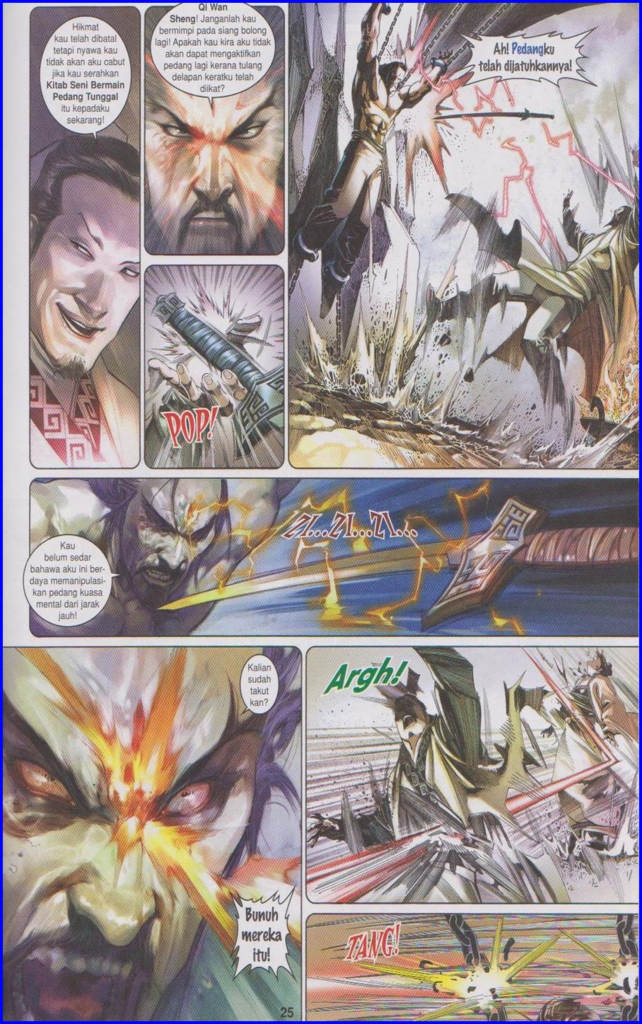 Hikmat
kau telah dibatal
tetapi nyawa kau
tidak akan aku cabut
jika kau serahkan
Kitab Seni Bermain
Pedang Tunggal
itu kepadaku
sekarang!
Qi Wan
Sheng! Janganlah kau
bermimpi pada siang bolong
lagi! Apakah kau kira aku tidak
akan dapat mengaktifkan
pedang lagi kerana tulang
delapan keratku telah
diikat?
POP!
Ah! Pedangku
telah dijatuhkannya!
Kau
belum sedar
bahawa aku ini ber-
daya memanipulasi-
kan pedang kuasa
mental dari jarak
jauh!
ZI...ZI...ZI...
Kalian
sudah
takut
kan?
Bunuh
mereka
itu!
Argh!
TANG!
25